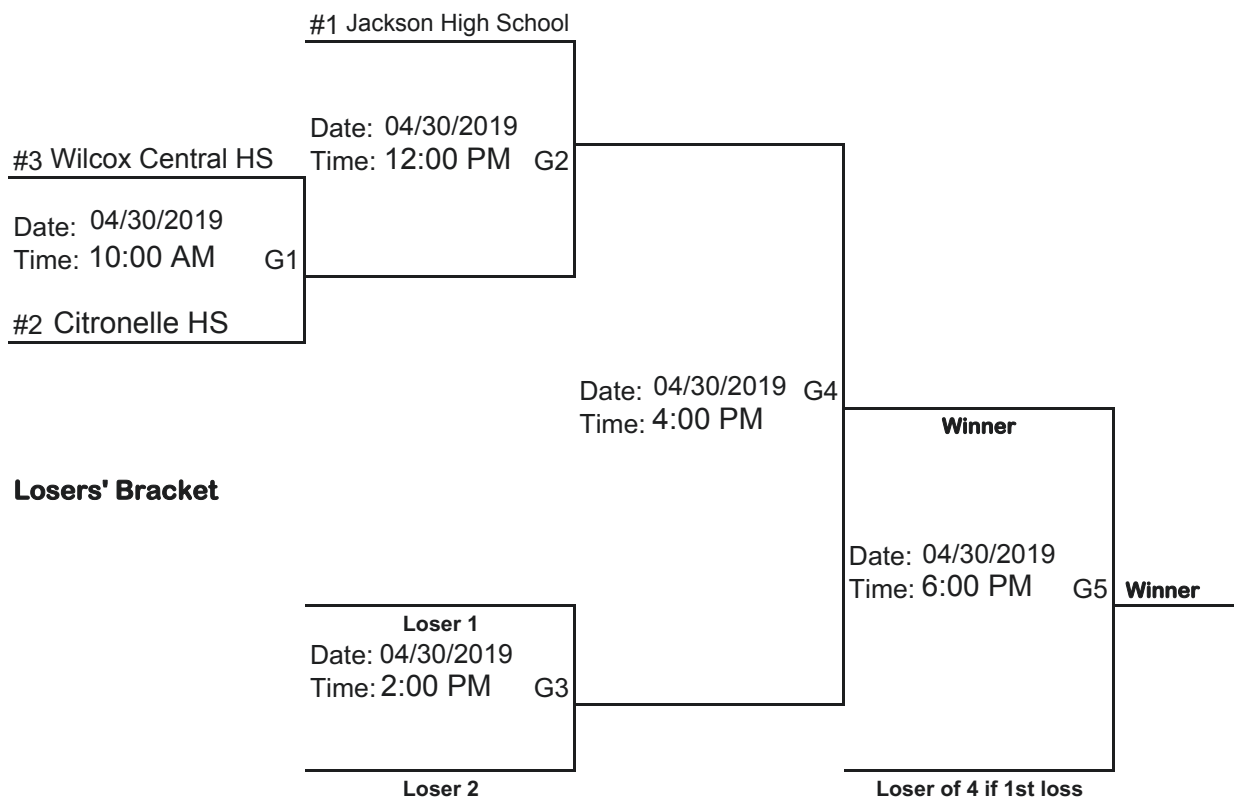 #1 Jackson High School
Date: 04/30/2019
Time: 12:00 PM G2
#3 Wilcox Central HS
Date: 04/30/2019
Time: 10:00 AM G1
#2 Citronelle HS
Date: 04/30/2019 G4
Time: 4:00 PM
Winner
Losers' Bracket
Date: 04/30/2019
Time: 6:00 PM G5 Winner
Loser 1
Date: 04/30/2019
Time: 2:00 PM G3
Loser 2
Loser of 4 if 1st loss